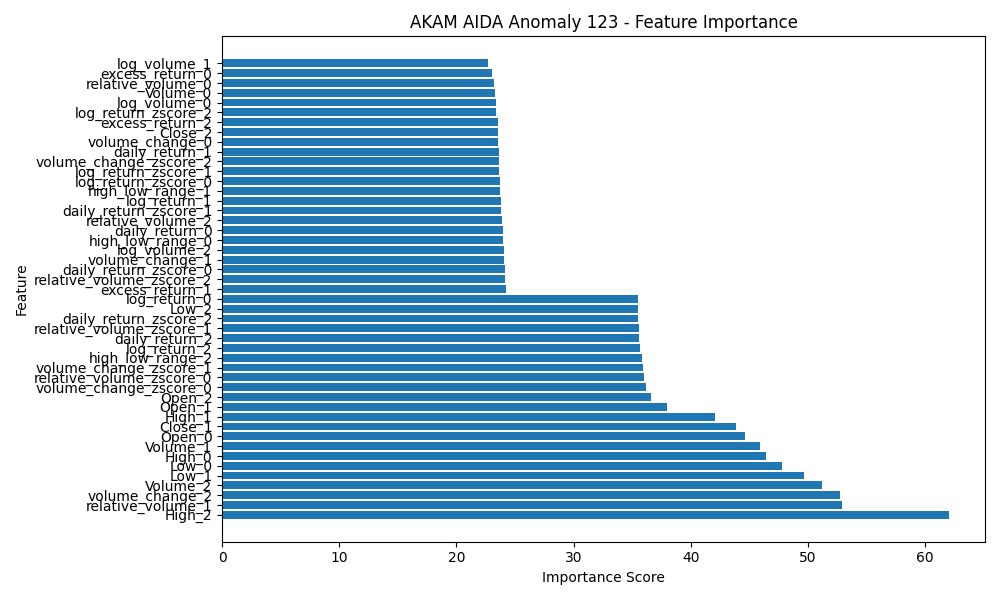 AKAM AIDA Anomaly 123 - Feature Importance
log_volume_1
excess_return_0
relative_volume_0
Volume_0
log_volume_0
log_return_zscore_2
excess_return_2
Close_2
volume_change_0
daily_return_1
volume_change_zscore_2
log_return_zscore_1
log_return_zscore_0
high_low_range_1
log_return_1
daily_return_zscore_1
relative_volume_2
daily_return_0
high_low_range_0
log_volume_2
volume_change_1
daily_return_zscore_0
relative_volume_zscore_2
excess_return_1
log_return_0
Low_2
daily_return_zscore_2
relative_volume_zscore_1
daily_return_2
log_return_2
high_low_range_2
volume_change_zscore_1
relative_volume_zscore_0
volume_change_zscore_0
Open_2
Open_1
High_1
Close_1
Open_0
Volume_1
High_0
Low_0
Low_1
Volume_2
volume_change_2
relative_volume_1
High_2
Feature
0 10 20 30 40 50 60
Importance Score